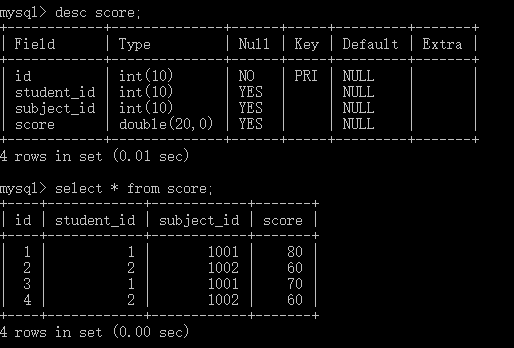 mysql> desc score;
+------------+--------------+------+-----+---------+-------+
| Field      | Type         | Null | Key | Default | Extra |
+------------+--------------+------+-----+---------+-------+
| id         | int(10)      | NO   | PRI | NULL    |       |
| student_id | int(10)      | YES  |     | NULL    |       |
| subject_id | int(10)      | YES  |     | NULL    |       |
| score      | double(20,0) | YES  |     | NULL    |       |
+------------+--------------+------+-----+---------+-------+
4 rows in set (0.01 sec)
mysql> select * from score;
+----+------------+------------+-------+
| id | student_id | subject_id | score |
+----+------------+------------+-------+
|  1 |          1 |       1001 |    80 |
|  2 |          2 |       1002 |    60 |
|  3 |          1 |       1001 |    70 |
|  4 |          2 |       1002 |    60 |
+----+------------+------------+-------+
4 rows in set (0.00 sec)